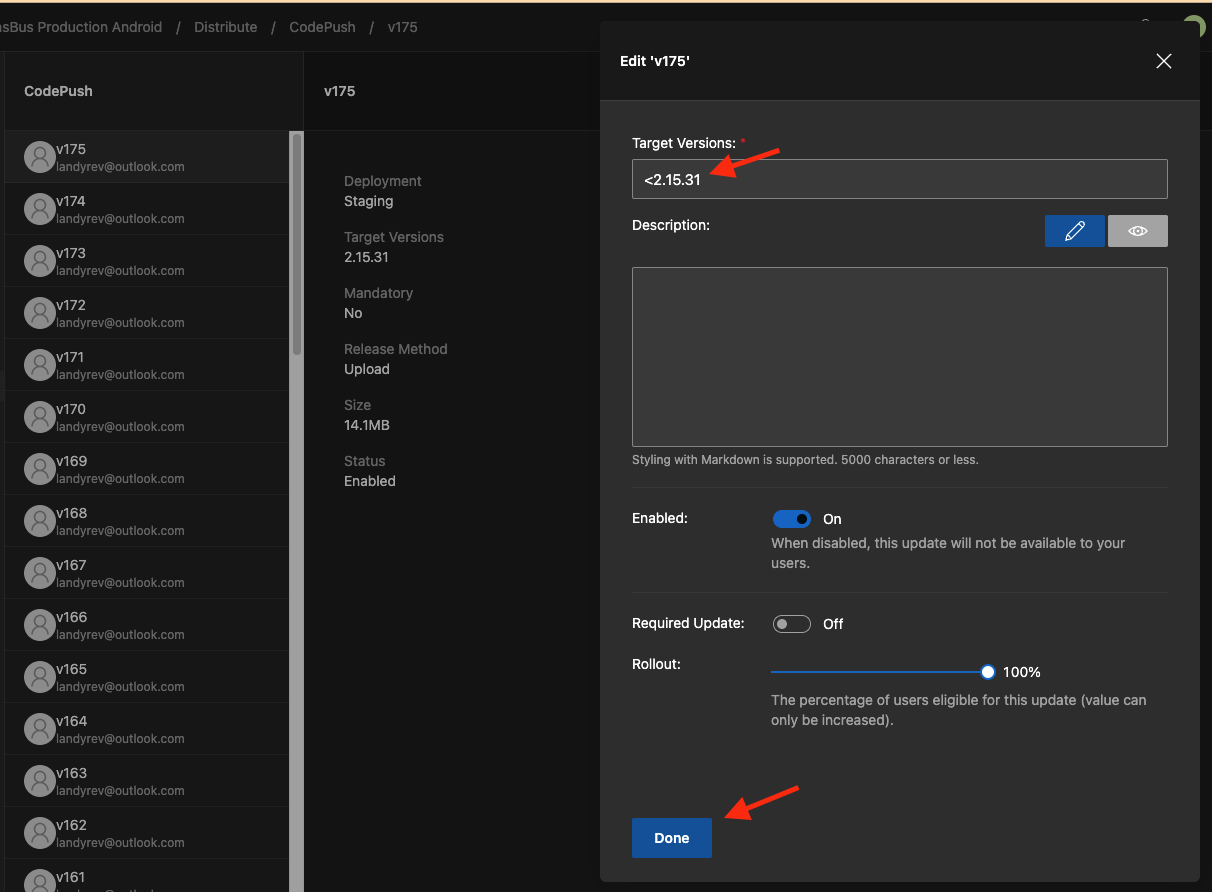 asBus Production Android / Distribute / CodePush / v175
CodePush
v175
landyrev@outlook.com
v174
landyrev@outlook.com
v173
landyrev@outlook.com
v172
landyrev@outlook.com
v171
landyrev@outlook.com
v170
landyrev@outlook.com
v169
landyrev@outlook.com
v168
landyrev@outlook.com
v167
landyrev@outlook.com
v166
landyrev@outlook.com
v165
landyrev@outlook.com
v164
landyrev@outlook.com
v163
landyrev@outlook.com
v162
landyrev@outlook.com
v161
v175
Deployment
Staging
Target Versions
2.15.31
Mandatory
No
Release Method
Upload
Size
14.1MB
Status
Enabled
Edit 'v175'
Target Versions: *
<2.15.31
Description:
Styling with Markdown is supported. 5000 characters or less.
Enabled:
On
When disabled, this update will not be available to your
users.
Required Update:
Off
Rollout:
100%
The percentage of users eligible for this update (value can
only be increased).
Done